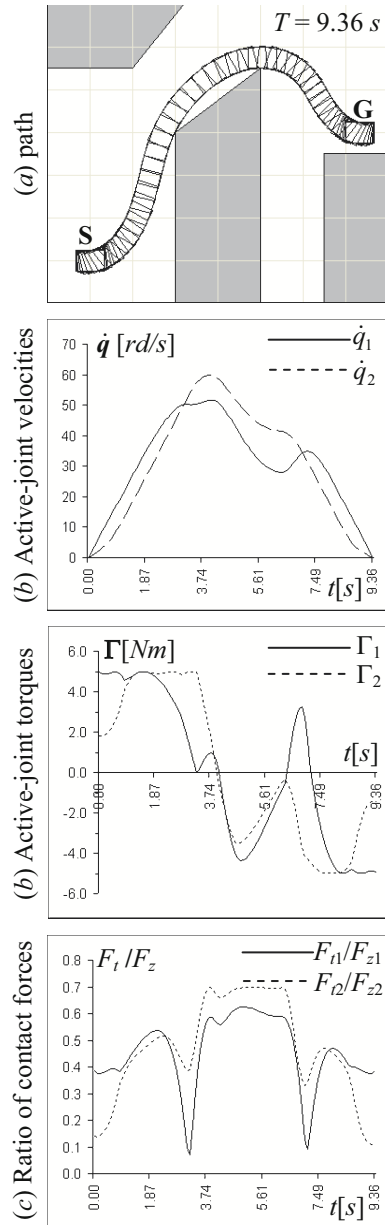 T = 9.36 s
G
S
(a) path
q̇ [rd/s]
q̇1
q̇2
70
60
50
40
30
20
10
0
0.00
1.87
3.74
5.61
7.49
9.36
t[s]
(b) Active-joint velocities
Γ[Nm]
Γ1
Γ2
6.0
4.0
2.0
0.0
-2.0
-4.0
-6.0
t[s]
0.00
1.87
3.74
5.61
7.49
9.36
(b) Active-joint torques
Ft /Fz
Ft1/Fz1
Ft2/Fz2
0.8
0.7
0.6
0.5
0.4
0.3
0.2
0.1
0.0
0.00
1.87
3.74
5.61
7.49
9.36
t[s]
(c) Ratio of contact forces